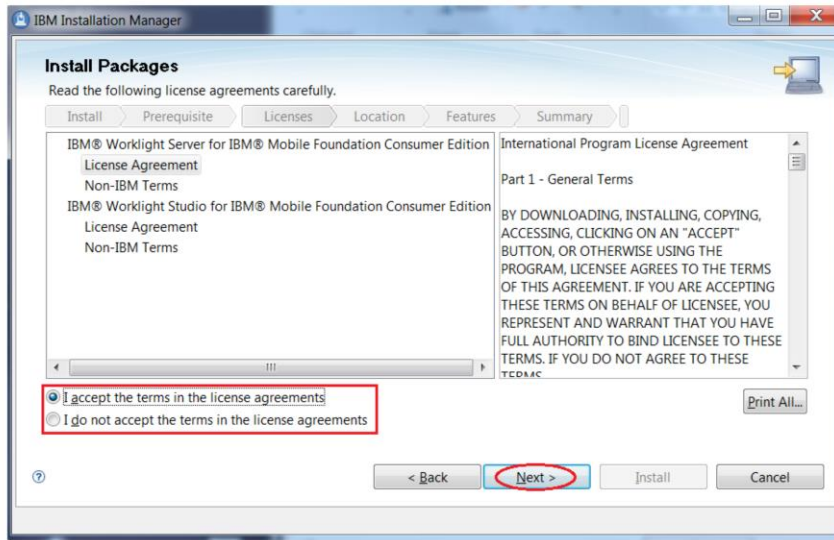 IBM Installation Manager
Install Packages
Read the following license agreements carefully.
Install Prerequisite Licenses Location Features Summary
IBM® Worklight Server for IBM® Mobile Foundation Consumer Edition
License Agreement
Non-IBM Terms
IBM® Worklight Studio for IBM® Mobile Foundation Consumer Edition
License Agreement
Non-IBM Terms
International Program License Agreement
Part 1 - General Terms
BY DOWNLOADING, INSTALLING, COPYING,
ACCESSING, CLICKING ON AN "ACCEPT"
BUTTON, OR OTHERWISE USING THE
PROGRAM, LICENSEE AGREES TO THE TERMS
OF THIS AGREEMENT. IF YOU ARE ACCEPTING
THESE TERMS ON BEHALF OF LICENSEE, YOU
REPRESENT AND WARRANT THAT YOU HAVE
FULL AUTHORITY TO BIND LICENSEE TO THESE
TERMS. IF YOU DO NOT AGREE TO THESE
TERMS
I accept the terms in the license agreements
I do not accept the terms in the license agreements
Print All...
< Back Next > Install Cancel